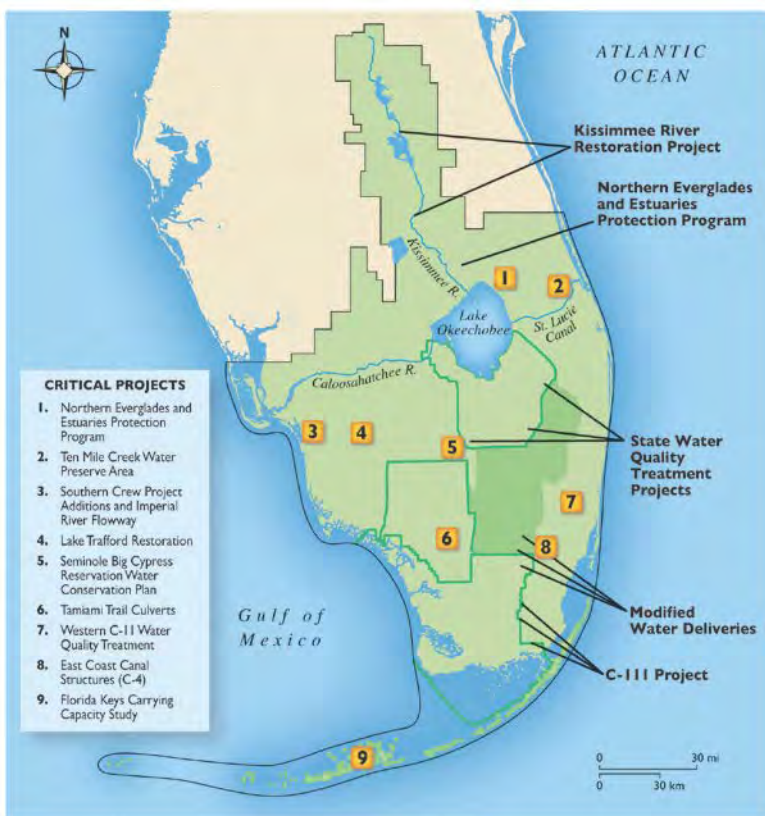 N
ATLANTIC
OCEAN
Kissimmee River
Restoration Project
Northern Everglades
and Estuaries
Protection Program
Kissimmee R.
1
2
Lake
Okeechobee
St. Lucie
Canal
Caloosahatchee R.
CRITICAL PROJECTS
1. Northern Everglades and
Estuaries Protection
Program
2. Ten Mile Creek Water
Preserve Area
3. Southern Crew Project
Additions and Imperial
River Flowway
4. Lake Trafford Restoration
5. Seminole Big Cypress
Reservation Water
Conservation Plan
6. Tamiami Trail Culverts
7. Western C-11 Water
Quality Treatment
8. East Coast Canal
Structures (C-4)
9. Florida Keys Carrying
Capacity Study
3
4
5
State Water
Quality
Treatment
Projects
7
6
8
Gulf of
Mexico
Modified
Water Deliveries
C-111 Project
9
0 30 mi
0 30 km